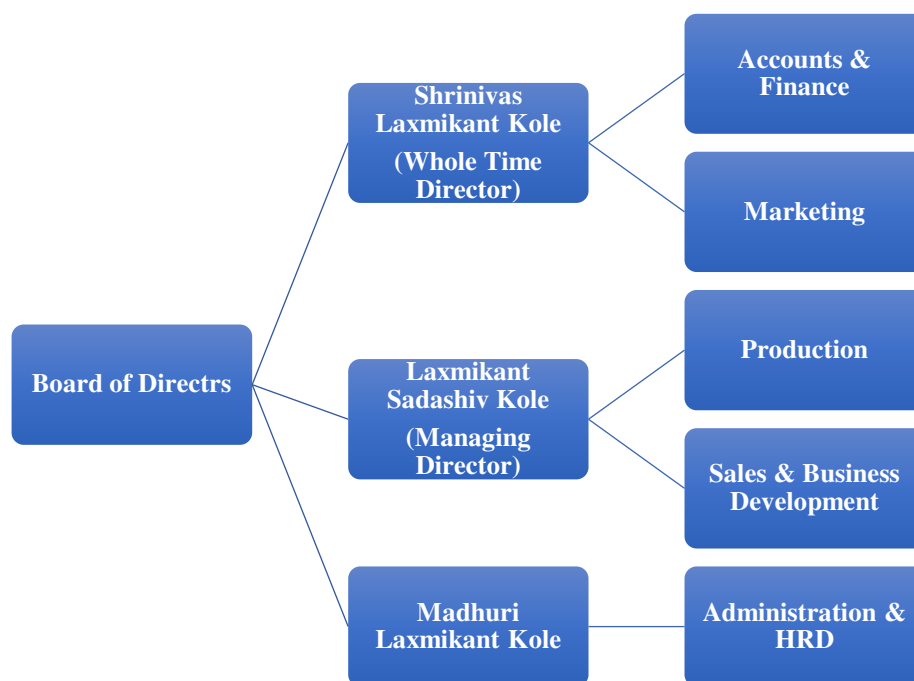 Board of Directrs
Shrinivas
Laxmikant Kole
(Whole Time
Director)
Accounts &
Finance
Marketing
Laxmikant
Sadashiv Kole
(Managing
Director)
Production
Sales & Business
Development
Madhuri
Laxmikant Kole
Administration &
HRD